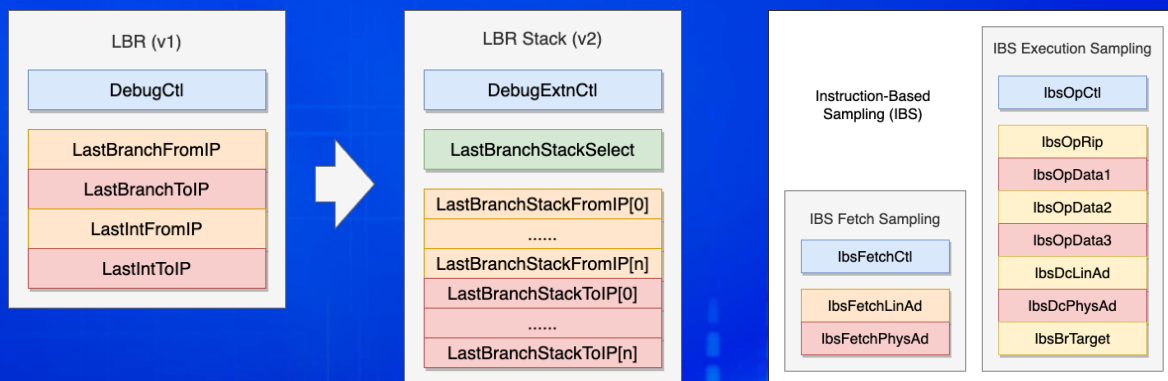 LBR (v1)
DebugCtl
LastBranchFromIP
LastBranchToIP
LastIntFromIP
LastIntToIP
LBR Stack (v2)
DebugExtnCtl
LastBranchStackSelect
LastBranchStackFromIP[0]
......
LastBranchStackFromIP[n]
LastBranchStackToIP[0]
......
LastBranchStackToIP[n]
Instruction-Based
Sampling (IBS)
IBS Fetch Sampling
IbsFetchCtl
IbsFetchLinAd
IbsFetchPhysAd
IBS Execution Sampling
IbsOpCtl
IbsOpRip
IbsOpData1
IbsOpData2
IbsOpData3
IbsDcLinAd
IbsDcPhysAd
IbsBrTarget